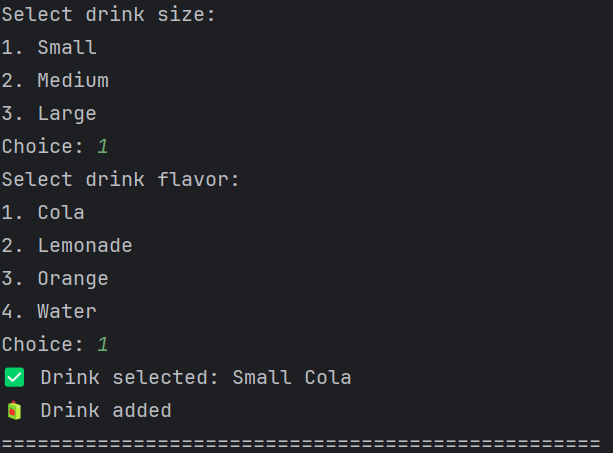 Select drink size:
1. Small
2. Medium
3. Large
Choice: 1
Select drink flavor:
1. Cola
2. Lemonade
3. Orange
4. Water
Choice: 1
✅ Drink selected: Small Cola
🧃 Drink added
==================================================